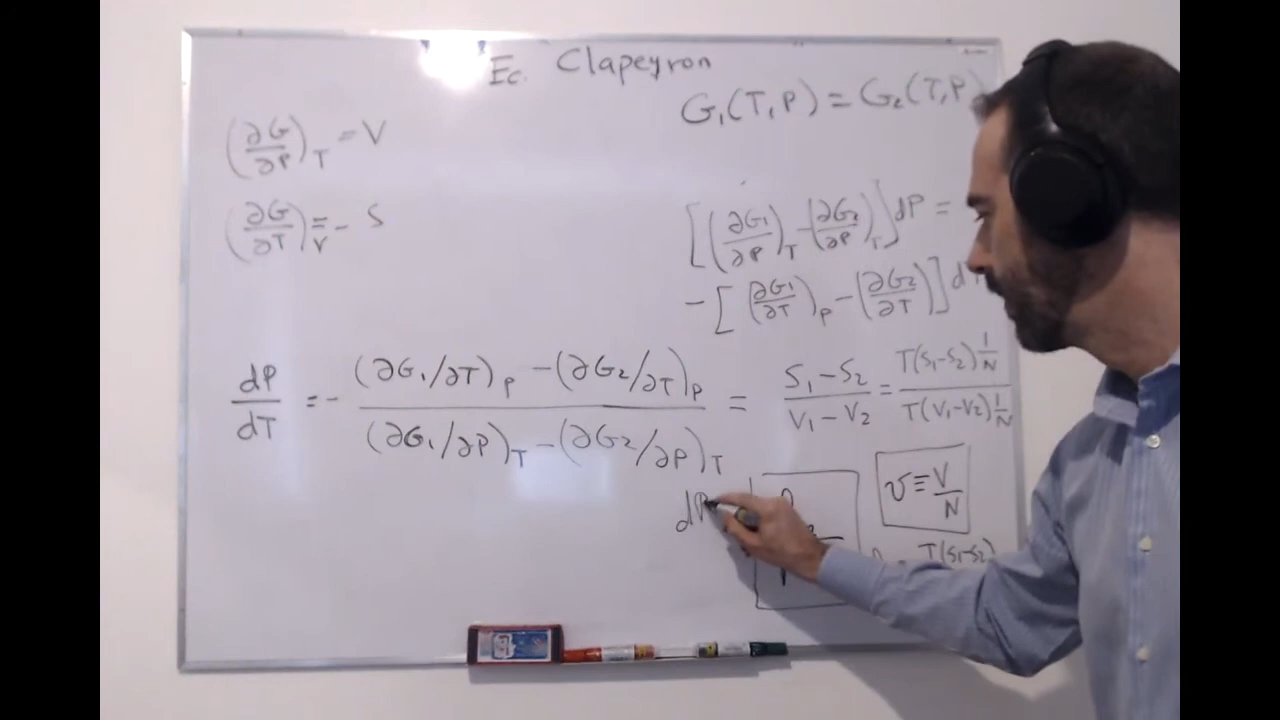 Ec. Clapeyron
G₁(T,P) = G₂(T,P)
(∂G/∂P)_T = V
(∂G/∂T)_V = - S
[(∂G₁/∂P)_T - (∂G₂/∂P)_T] dP =
- [(∂G₁/∂T)_P - (∂G₂/∂T)] d
dP/dT = - ((∂G₁/∂T)_P - (∂G₂/∂T)_P)/((∂G₁/∂P)_T - (∂G₂/∂P)_T) = (S₁-S₂)/(V₁-V₂) = (T(S₁-S₂)1/N)/(T(V₁-V₂)1/N)
v ≡ V/N
dP
T(S₁-S₂)